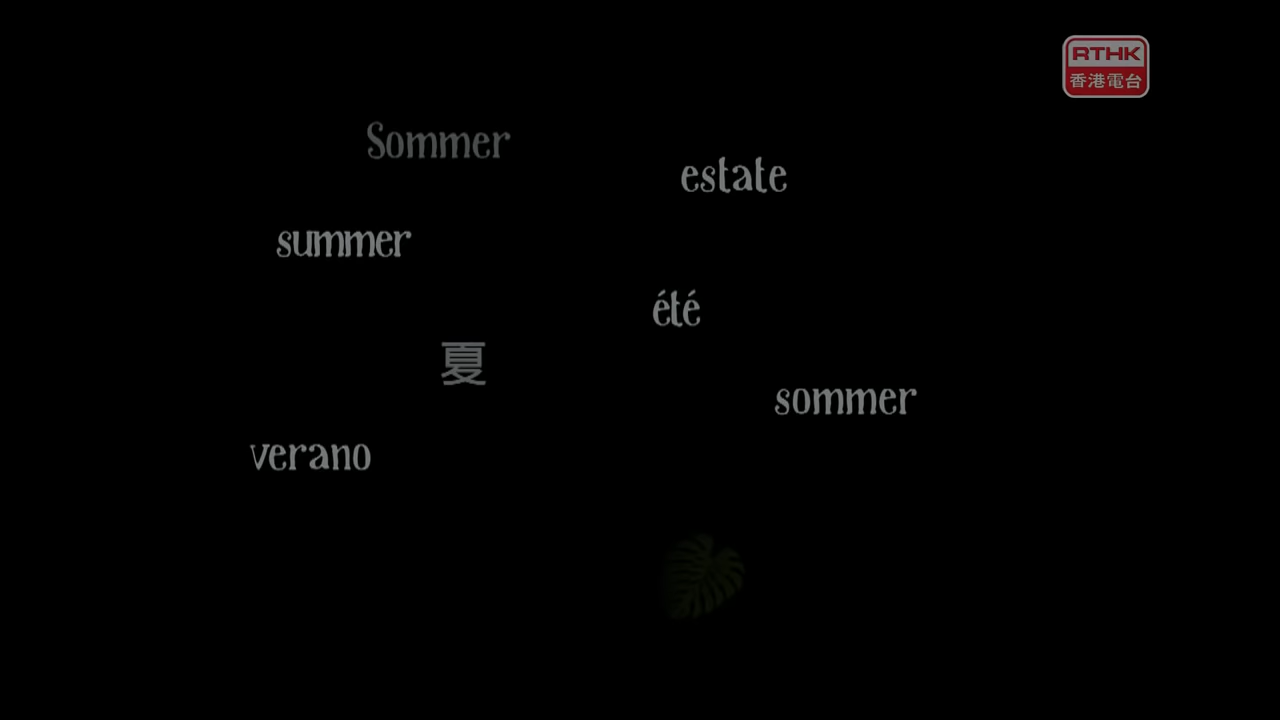 RTHK
香港電台
Sommer
estate
summer
été
夏
sommer
verano